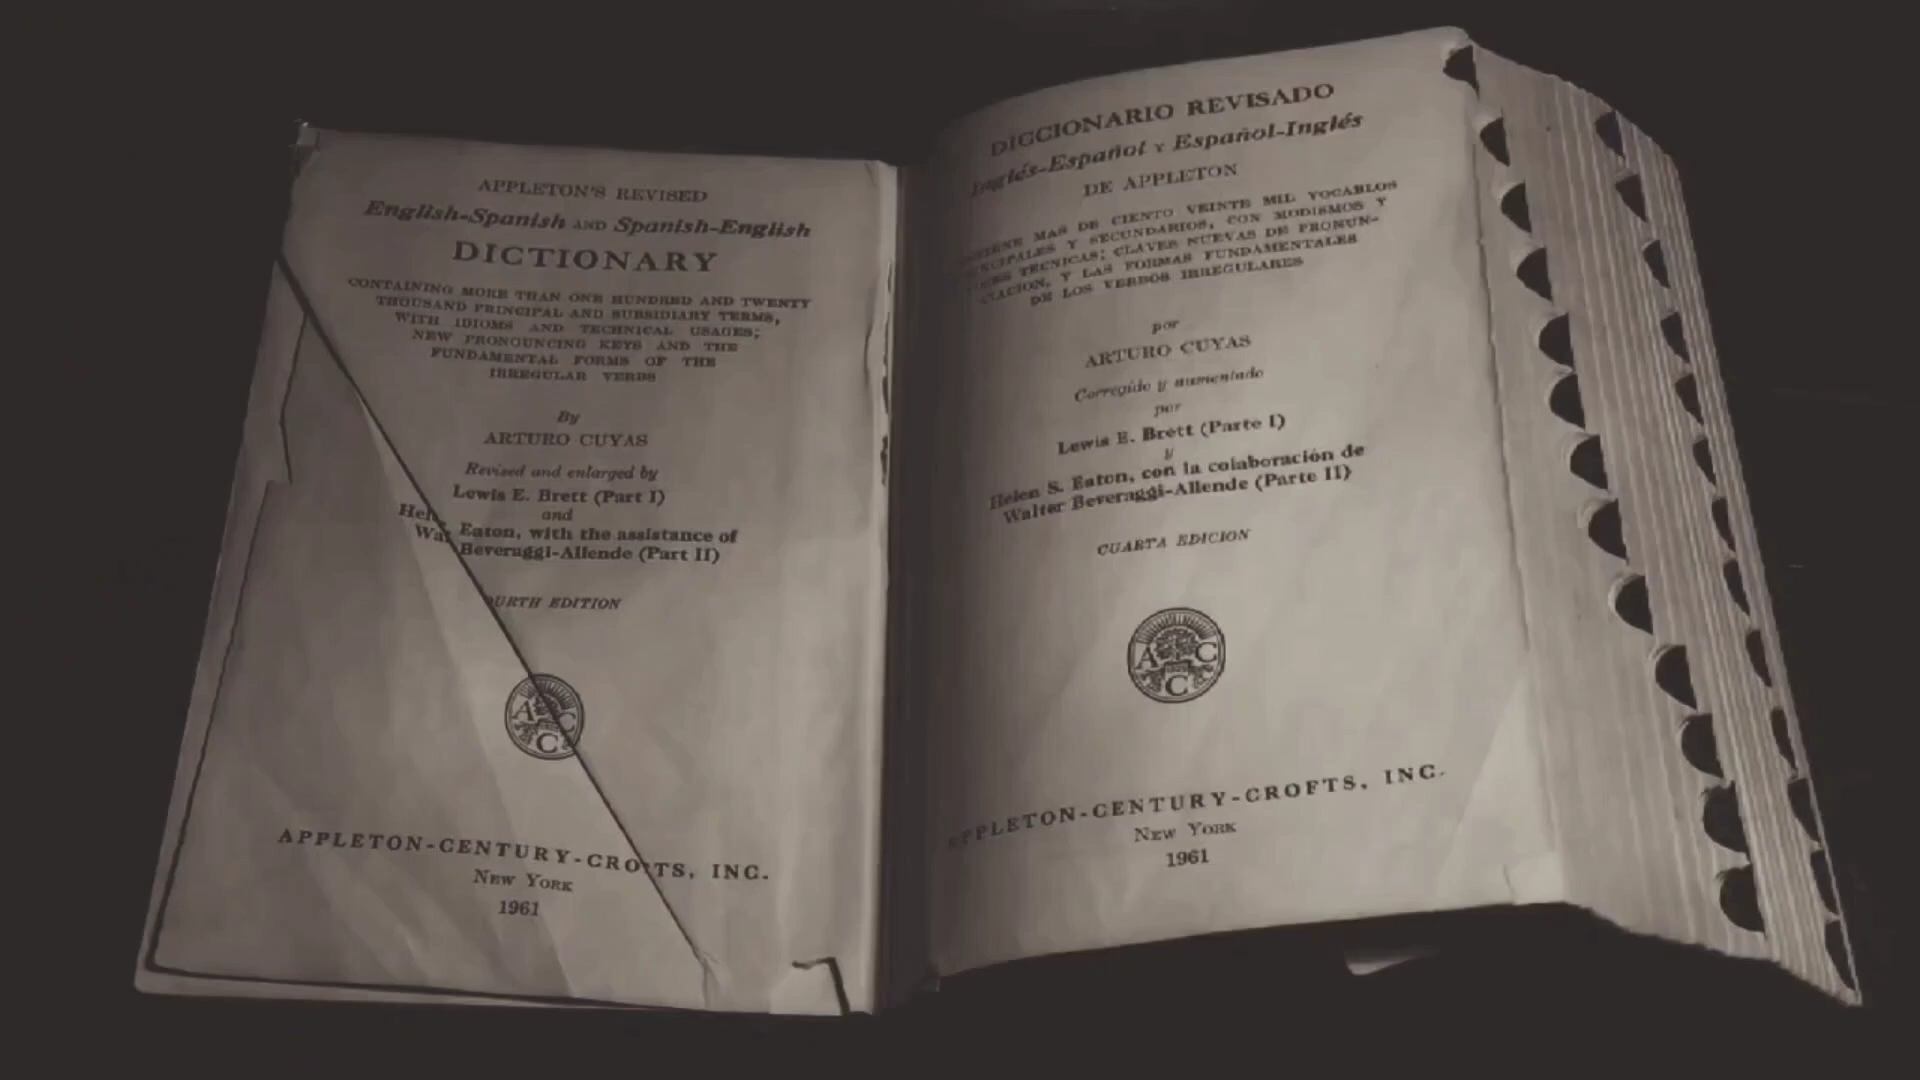 APPLETON'S REVISED
English-Spanish AND Spanish-English
DICTIONARY
CONTAINING MORE THAN ONE HUNDRED AND TWENTY
THOUSAND PRINCIPAL AND SUBSIDIARY TERMS,
WITH IDIOMS AND TECHNICAL USAGES;
NEW PRONOUNCING KEYS AND THE
FUNDAMENTAL FORMS OF THE
IRREGULAR VERBS
By
ARTURO CUYAS
Revised and enlarged by
Lewis E. Brett (Part I)
and
Eaton, with the assistance of
Beveraggi-Allende (Part II)
EDITION
A C C
APPLETON-CENTURY-CROFTS, INC.
NEW YORK
1961
DICCIONARIO REVISADO
Inglés-Español Y Español-Inglés
DE APPLETON
MAS DE CIENTO VEINTE MIL VOCABLOS
Y SECUNDARIOS, CON MODISMOS Y
TECNICAS; CLAVES NUEVAS DE PRONUN-
CIACION, Y LAS FORMAS FUNDAMENTALES
DE LOS VERBOS IRREGULARES
por
ARTURO CUYAS
Corregido y aumentado
por
Lewis E. Brett (Parte I)
y
Helen S. Eaton, con la colaboración de
Walter Beveraggi-Allende (Parte II)
CUARTA EDICION
A C C
APPLETON-CENTURY-CROFTS, INC.
NEW YORK
1961